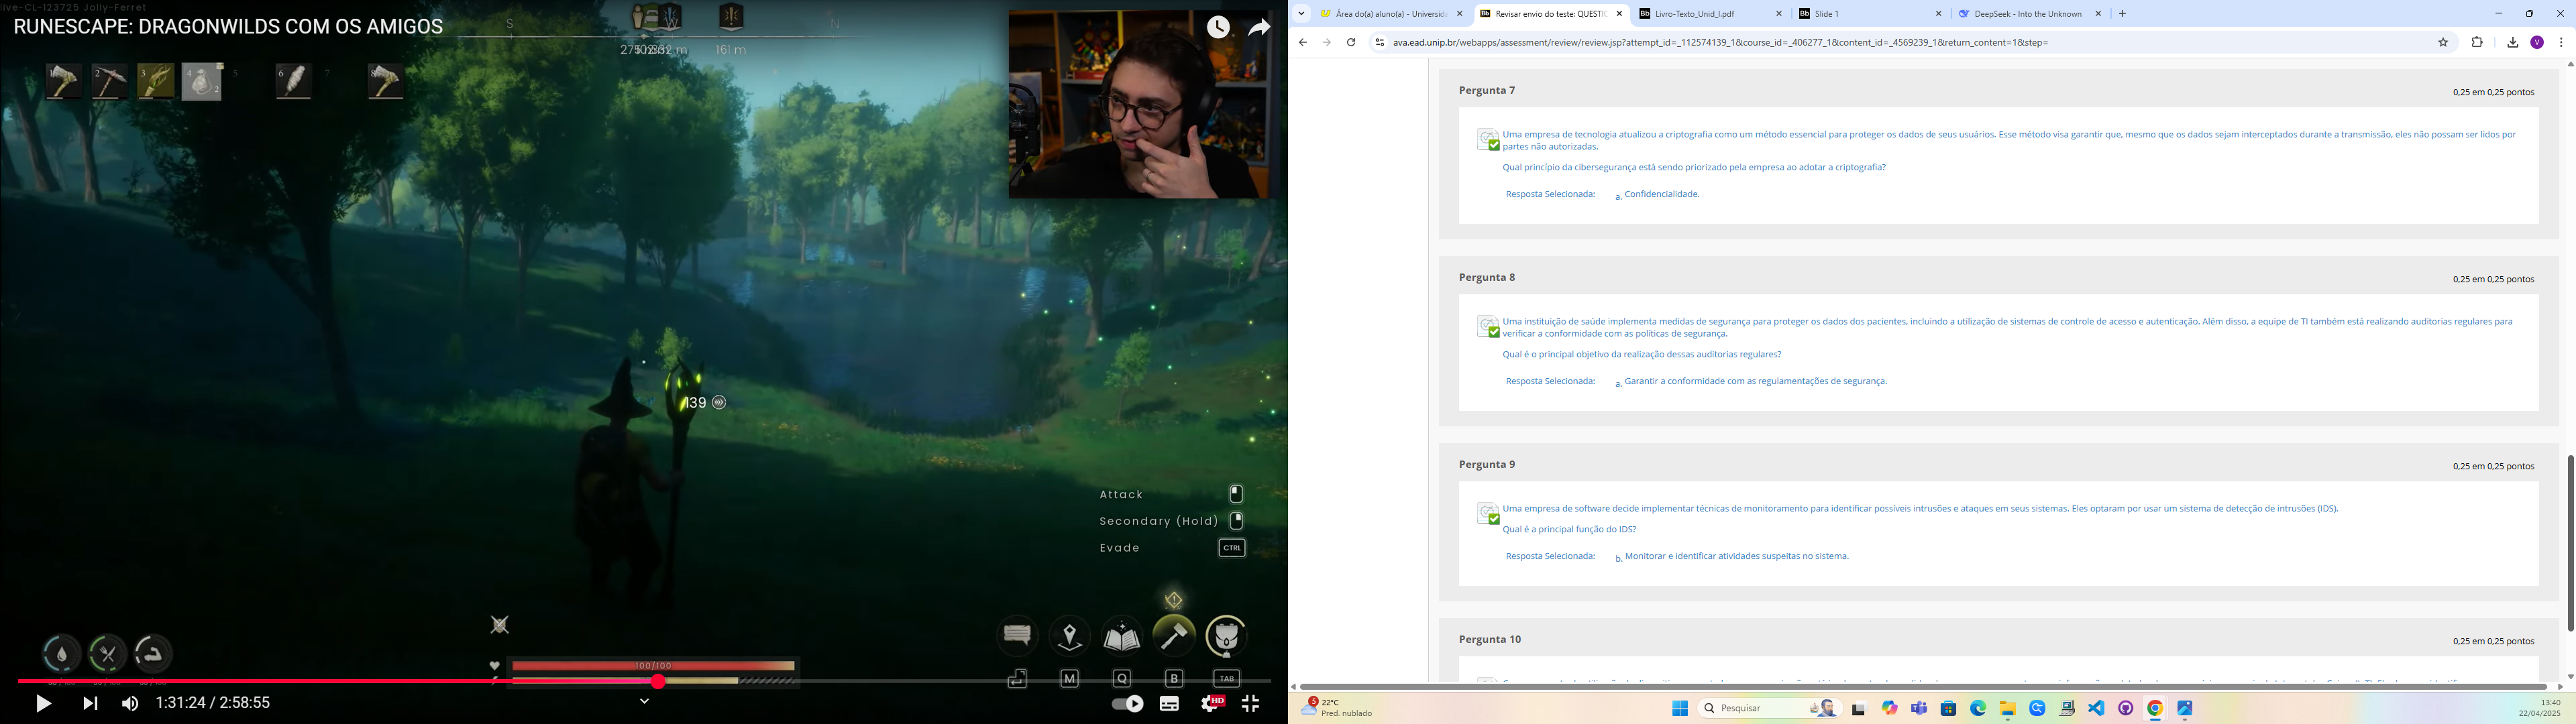 live-CL-123725 Jolly-Ferret
RUNESCAPE: DRAGONWILDS COM OS AMIGOS
S
W
N
161 m
1
2
3
4
5
6
7
8
2
139
Attack
Secondary (Hold)
Evade
CTRL
100/100
M
Q
B
TAB
1:31:24 / 2:58:55
HD
Área do(a) aluno(a) - Universid
Revisar envio do teste: QUESTIO
Livro-Texto_Unid_I.pdf
Slide 1
DeepSeek - Into the Unknown
ava.ead.unip.br/webapps/assessment/review/review.jsp?attempt_id=_112574139_1&course_id=_406277_1&content_id=_4569239_1&return_content=1&step=
V
Pergunta 7
0,25 em 0,25 pontos
Uma empresa de tecnologia atualizou a criptografia como um método essencial para proteger os dados de seus usuários. Esse método visa garantir que, mesmo que os dados sejam interceptados durante a transmissão, eles não possam ser lidos por
partes não autorizadas.
Qual princípio da cibersegurança está sendo priorizado pela empresa ao adotar a criptografia?
Resposta Selecionada: a. Confidencialidade.
Pergunta 8
0,25 em 0,25 pontos
Uma instituição de saúde implementa medidas de segurança para proteger os dados dos pacientes, incluindo a utilização de sistemas de controle de acesso e autenticação. Além disso, a equipe de TI também está realizando auditorias regulares para
verificar a conformidade com as políticas de segurança.
Qual é o principal objetivo da realização dessas auditorias regulares?
Resposta Selecionada: a. Garantir a conformidade com as regulamentações de segurança.
Pergunta 9
0,25 em 0,25 pontos
Uma empresa de software decide implementar técnicas de monitoramento para identificar possíveis intrusões e ataques em seus sistemas. Eles optaram por usar um sistema de detecção de intrusões (IDS).
Qual é a principal função do IDS?
Resposta Selecionada: b. Monitorar e identificar atividades suspeitas no sistema.
Pergunta 10
0,25 em 0,25 pontos
5
22°C
Pred. nublado
Pesquisar
13:40
22/04/2025